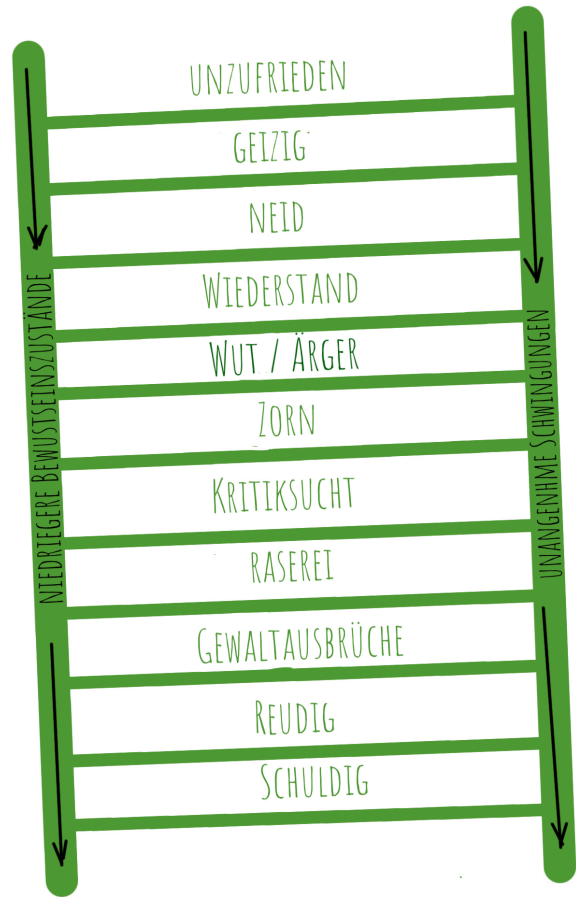 UNZUFRIEDEN
GEIZIG
NEID
WIEDERSTAND
WUT / ÄRGER
ZORN
KRITIKSUCHT
RASEREI
GEWALTAUSBRÜCHE
REUDIG
SCHULDIG
NIEDRIEGERE BEWUSTSEINSZUSTÄNDE
UNANGENHME SCHWINGUNGEN